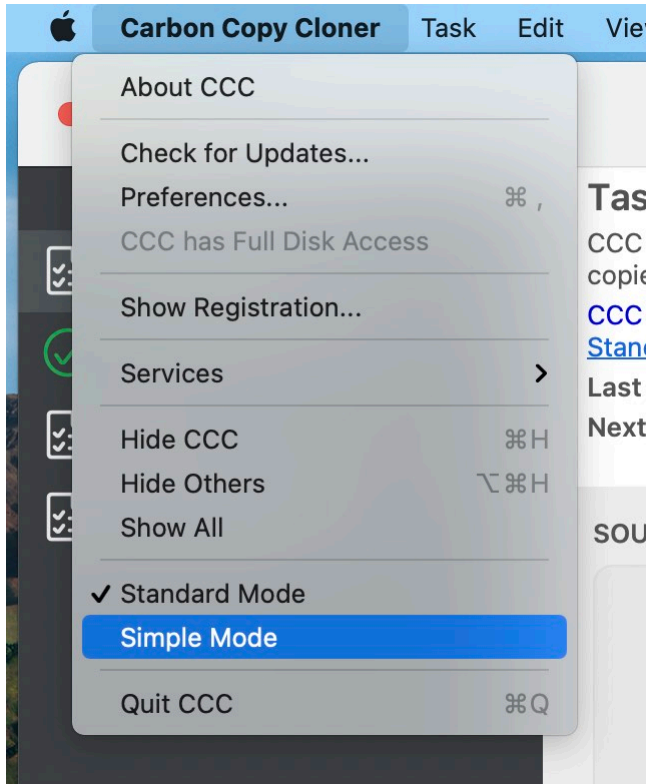 Carbon Copy Cloner Task Edit
About CCC
Check for Updates...
Preferences... ⌘ ,
CCC has Full Disk Access
Show Registration...
Services
Hide CCC ⌘H
Hide Others ⌥⌘H
Show All
✓ Standard Mode
Simple Mode
Quit CCC ⌘Q
CCC
CCC
Last
Next